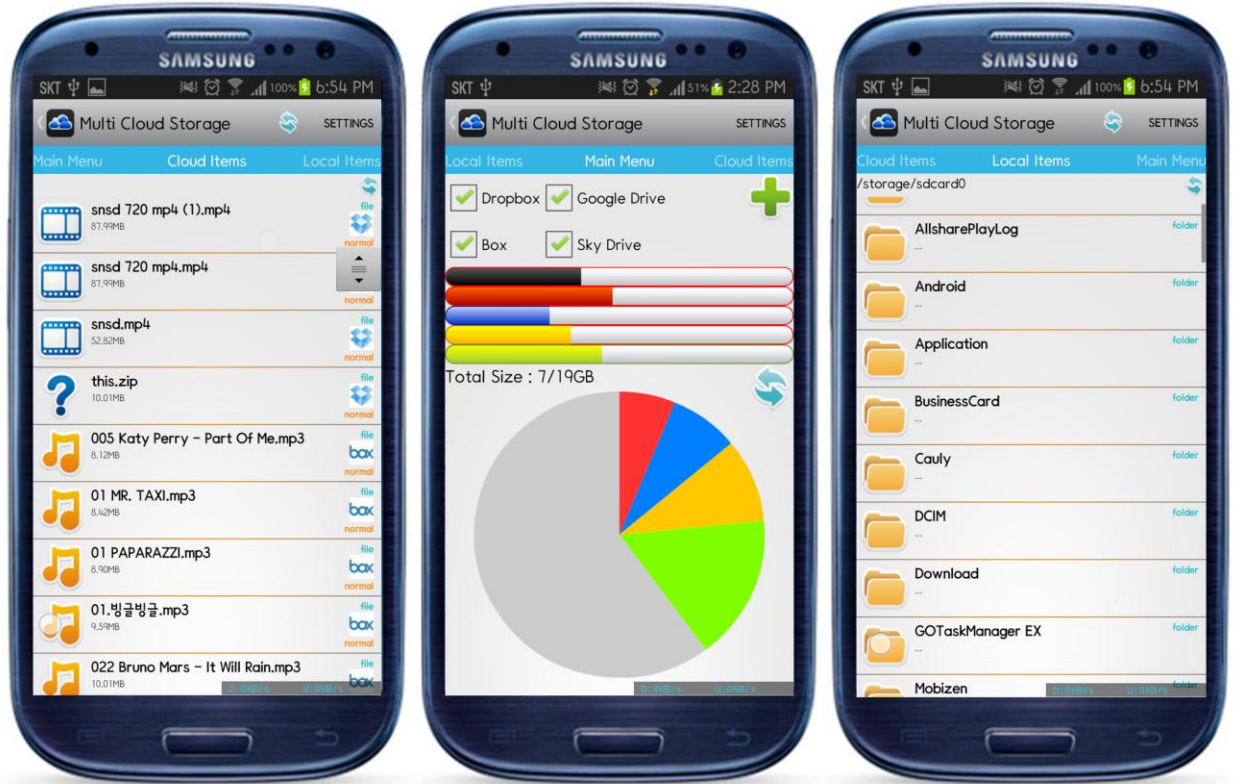 SAMSUNG
SKT 100% 6:54 PM
Multi Cloud Storage SETTINGS
Main Menu Cloud Items Local Items
snsd 720 mp4 (1).mp4 file
87.99MB
normal
snsd 720 mp4.mp4
87.99MB
normal
snsd.mp4 file
52.82MB
normal
this.zip file
10.01MB
normal
005 Katy Perry - Part Of Me.mp3 file
8.12MB box
normal
01 MR. TAXI.mp3 file
8.42MB box
normal
01 PAPARAZZI.mp3 file
8.90MB box
normal
01.빙글빙글.mp3 file
9.59MB box
normal
022 Bruno Mars - It Will Rain.mp3 file
10.01MB box
D:0KB/s U:0KB/s
SAMSUNG
SKT 51% 2:28 PM
Multi Cloud Storage SETTINGS
Local Items Main Menu Cloud Items
Dropbox Google Drive
Box Sky Drive
Total Size : 7/19GB
D:4KB/s U:0KB/s
SAMSUNG
SKT 100% 6:54 PM
Multi Cloud Storage SETTINGS
Cloud Items Local Items Main Menu
/storage/sdcard0
AllsharePlayLog folder
...
Android folder
...
Application folder
...
BusinessCard folder
...
Cauly folder
...
DCIM folder
...
Download folder
...
GOTaskManager EX folder
...
Mobizen folder
D:0KB/s U:0KB/s